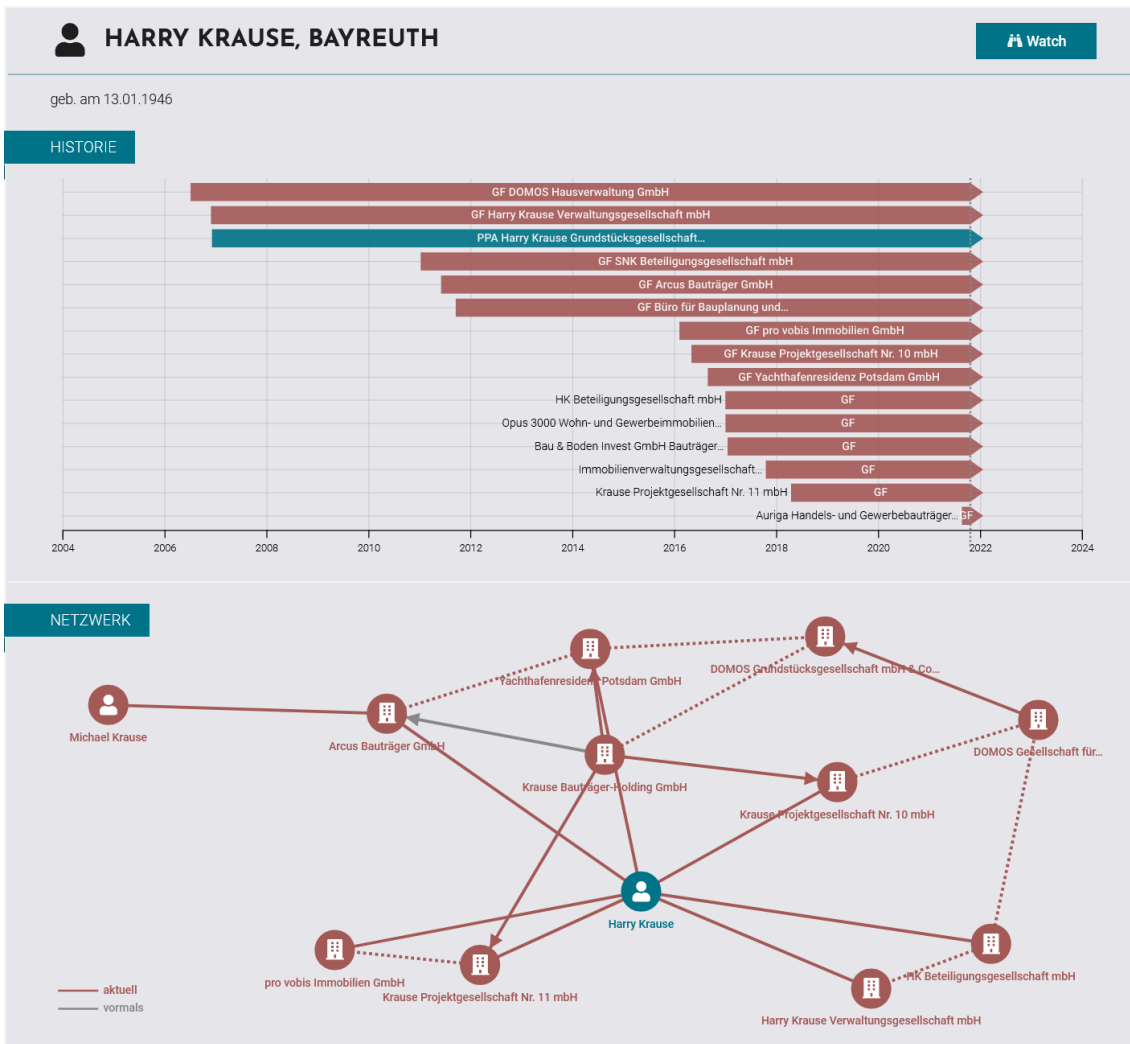 HARRY KRAUSE, BAYREUTH
Watch
geb. am 13.01.1946
HISTORIE
GF DOMOS Hausverwaltung GmbH
GF Harry Krause Verwaltungsgesellschaft mbH
PPA Harry Krause Grundstücksgesellschaft...
GF SNK Beteiligungsgesellschaft mbH
GF Arcus Bauträger GmbH
GF Büro für Bauplanung und...
GF pro vobis Immobilien GmbH
GF Krause Projektgesellschaft Nr. 10 mbH
GF Yachthafenresidenz Potsdam GmbH
HK Beteiligungsgesellschaft mbH GF
Opus 3000 Wohn- und Gewerbeimmobilien... GF
Bau & Boden Invest GmbH Bauträger... GF
Immobilienverwaltungsgesellschaft... GF
Krause Projektgesellschaft Nr. 11 mbH GF
Auriga Handels- und Gewerbebauträger... GF
2004 2006 2008 2010 2012 2014 2016 2018 2020 2022 2024
NETZWERK
DOMOS Grundstücksgesellschaft mbH & Co...
Yachthafenresidenz Potsdam GmbH
Michael Krause
Arcus Bauträger GmbH
DOMOS Gesellschaft für...
Krause Bauträger-Holding GmbH
Krause Projektgesellschaft Nr. 10 mbH
Harry Krause
HK Beteiligungsgesellschaft mbH
pro vobis Immobilien GmbH
Krause Projektgesellschaft Nr. 11 mbH
Harry Krause Verwaltungsgesellschaft mbH
aktuell
vormals